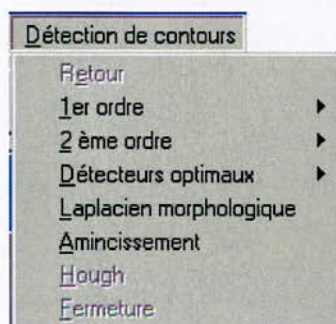 Détection de contours
Retour
1er ordre
2 ème ordre
Détecteurs optimaux
Laplacien morphologique
Amincissement
Hough
Fermeture